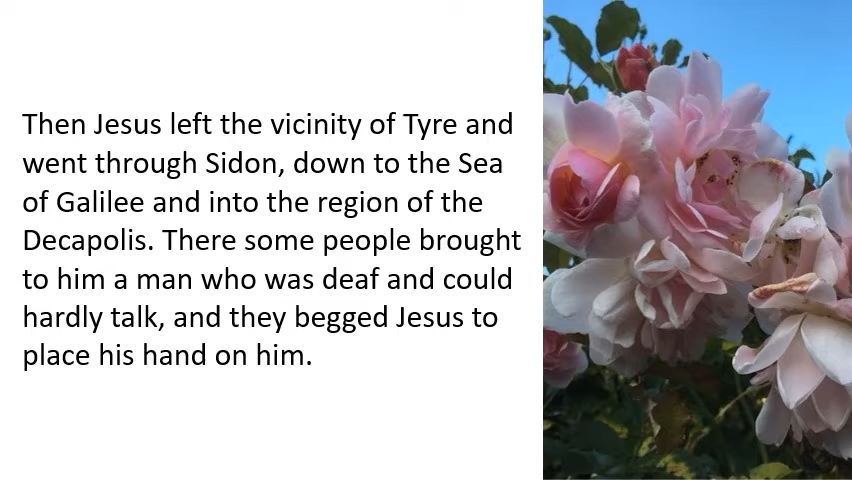 Then Jesus left the vicinity of Tyre and
went through Sidon, down to the Sea
of Galilee and into the region of the
Decapolis. There some people brought
to him a man who was deaf and could
hardly talk, and they begged Jesus to
place his hand on him.